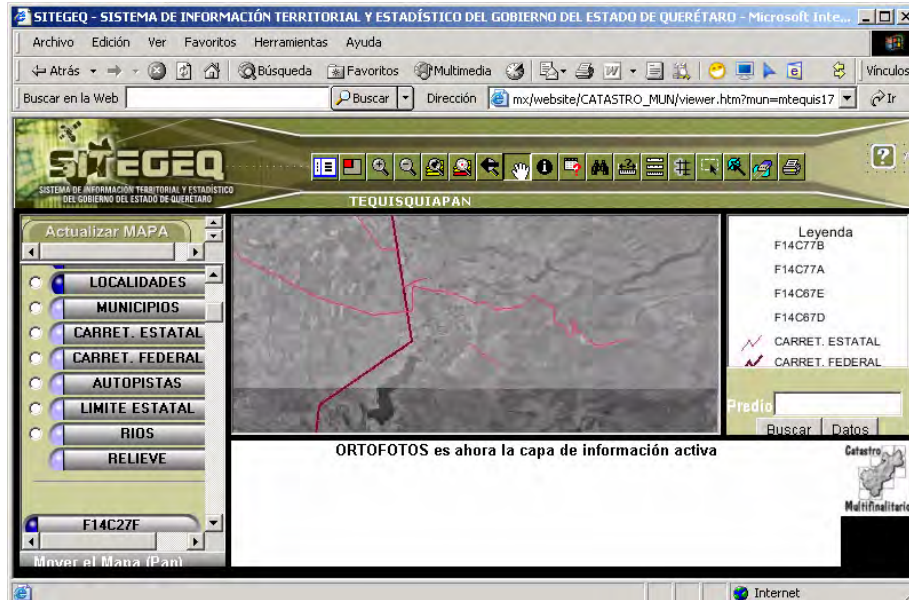 SITEGEQ - SISTEMA DE INFORMACIÓN TERRITORIAL Y ESTADÍSTICO DEL GOBIERNO DEL ESTADO DE QUERÉTARO - Microsoft Inte...
Archivo Edición Ver Favoritos Herramientas Ayuda
Atrás Búsqueda Favoritos Multimedia Vínculos
Buscar en la Web Buscar Dirección mx/website/CATASTRO_MUN/viewer.htm?mun=mtequis17 Ir
SITEGEQ
SISTEMA DE INFORMACIÓN TERRITORIAL Y ESTADÍSTICO
DEL GOBIERNO DEL ESTADO DE QUERÉTARO
TEQUISQUIAPAN
Actualizar MAPA
LOCALIDADES
MUNICIPIOS
CARRET. ESTATAL
CARRET. FEDERAL
AUTOPISTAS
LIMITE ESTATAL
RIOS
RELIEVE
F14C27F
Mover el Mapa (Pan)
Leyenda
F14C77B
F14C77A
F14C67E
F14C67D
CARRET. ESTATAL
CARRET. FEDERAL
Predio
Buscar Datos
ORTOFOTOS es ahora la capa de información activa
Catastro
Multifinalitario
Internet